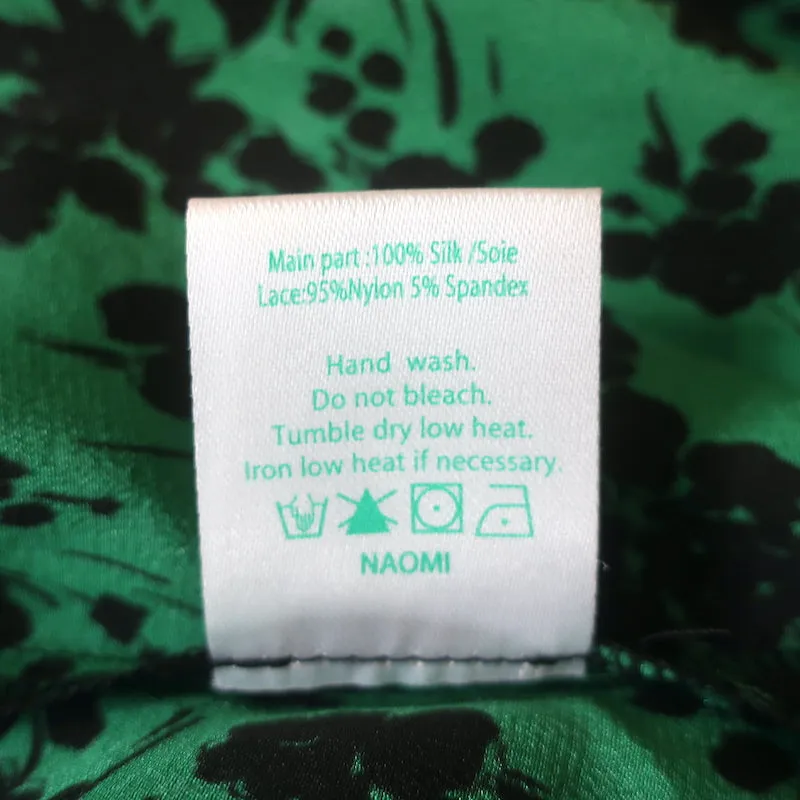 Main part :100% Silk /Soie
Lace:95%Nylon 5% Spandex
Hand wash.
Do not bleach.
Tumble dry low heat.
Iron low heat if necessary.
NAOMI